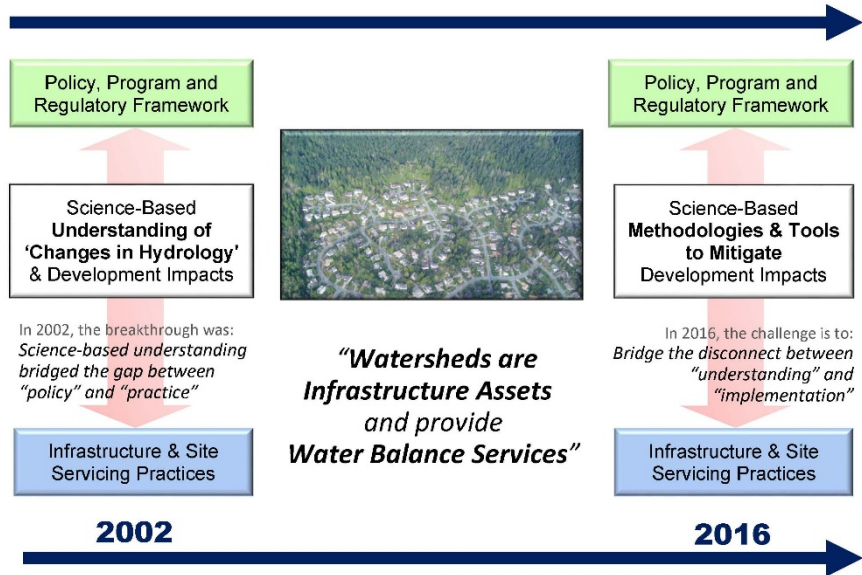 Policy, Program and
Regulatory Framework
Science-Based
Understanding of
‘Changes in Hydrology’
& Development Impacts
In 2002, the breakthrough was:
Science-based understanding
bridged the gap between
“policy” and “practice”
Infrastructure & Site
Servicing Practices
2002
“Watersheds are
Infrastructure Assets
and provide
Water Balance Services”
Policy, Program and
Regulatory Framework
Science-Based
Methodologies & Tools
to Mitigate
Development Impacts
In 2016, the challenge is to:
Bridge the disconnect between
“understanding” and
“implementation”
Infrastructure & Site
Servicing Practices
2016